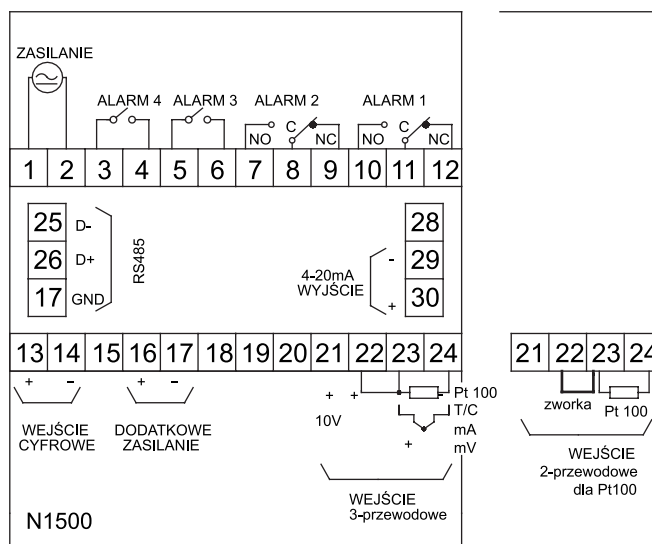 ZASILANIE
ALARM 4 ALARM 3 ALARM 2 ALARM 1
NO C NC NO C NC
1 2 3 4 5 6 7 8 9 10 11 12
25 D-
26 D+
17 GND
RS485
28
29
30
4-20mA
WYJŚCIE
-
+
13 14 15 16 17 18 19 20 21 22 23 24
+ - + -
WEJŚCIE
CYFROWE
DODATKOWE
ZASILANIE
+ + - Pt 100
10V
T/C
mA
+ mV
WEJŚCIE
3-przewodowe
N1500
21 22 23 24
zworka Pt 100
WEJŚCIE
2-przewodowe
dla Pt100